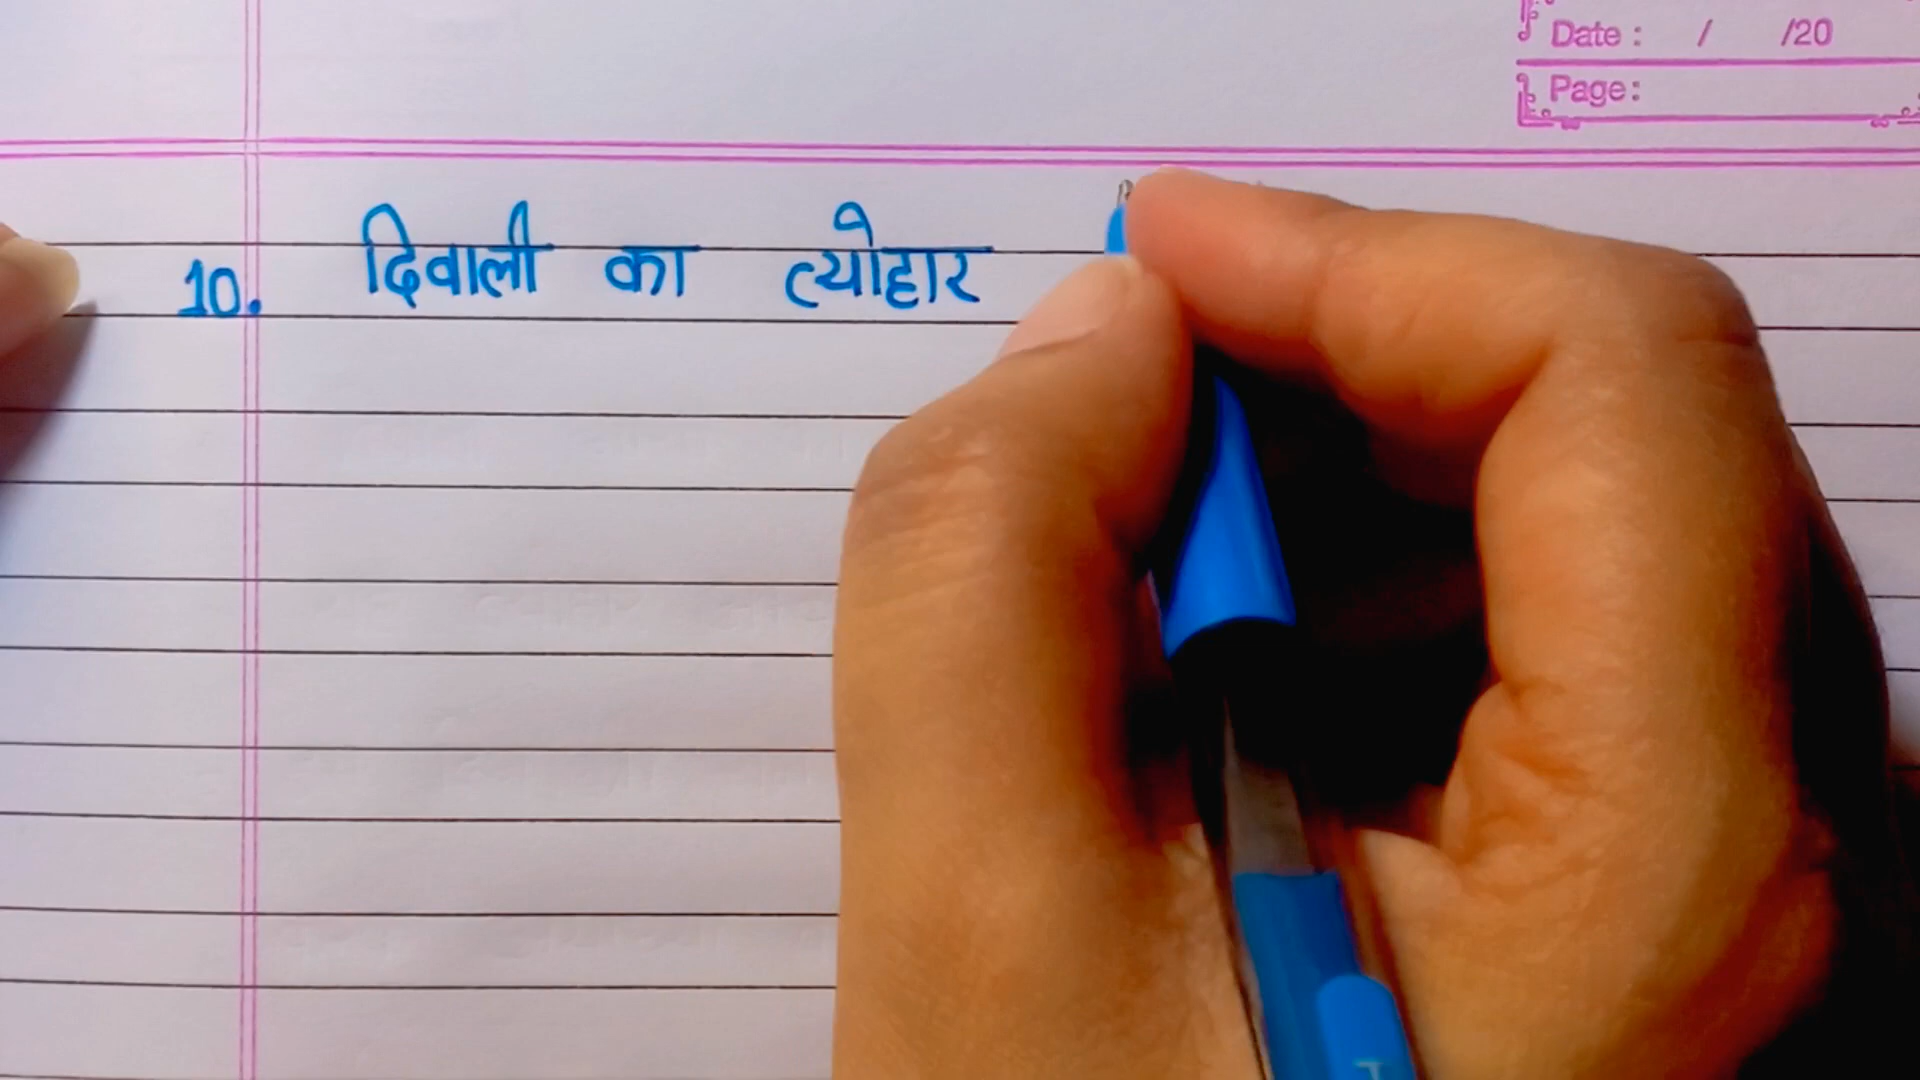 Date : / /20
Page:
10. दिवाली का त्योहार